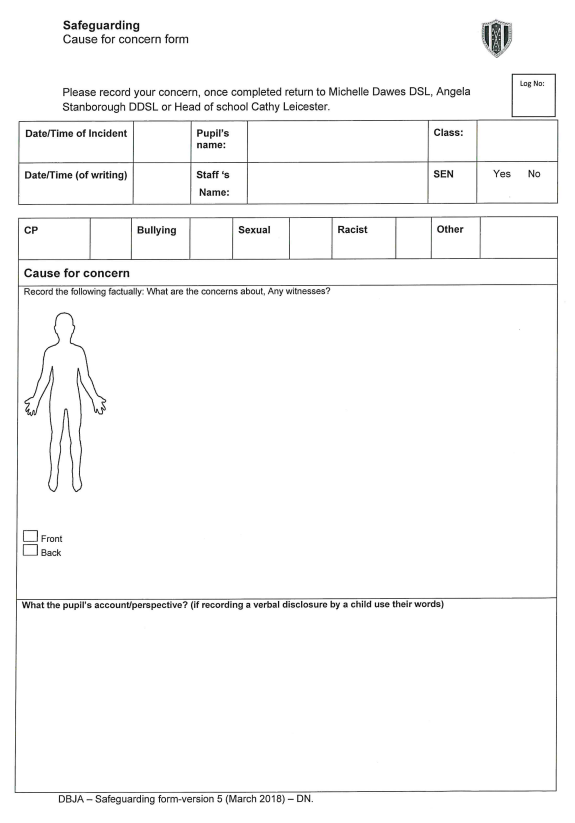 Safeguarding
Cause for concern form
Log No:
Please record your concern, once completed return to Michelle Dawes DSL, Angela
Stanborough DDSL or Head of school Cathy Leicester.
Date/Time of Incident Pupil's name: Class:
Date/Time (of writing) Staff 's Name: SEN Yes No
CP Bullying Sexual Racist Other
Cause for concern
Record the following factually: What are the concerns about, Any witnesses?
Front
Back
What the pupil's account/perspective? (if recording a verbal disclosure by a child use their words)
DBJA – Safeguarding form-version 5 (March 2018) – DN.